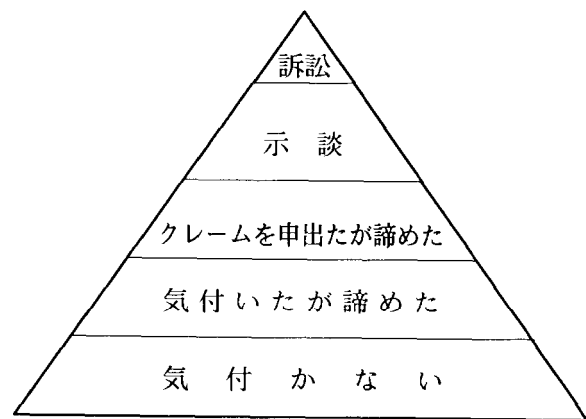 訴訟
示談
クレームを申出たが諦めた
気付いたが諦めた
気付かない